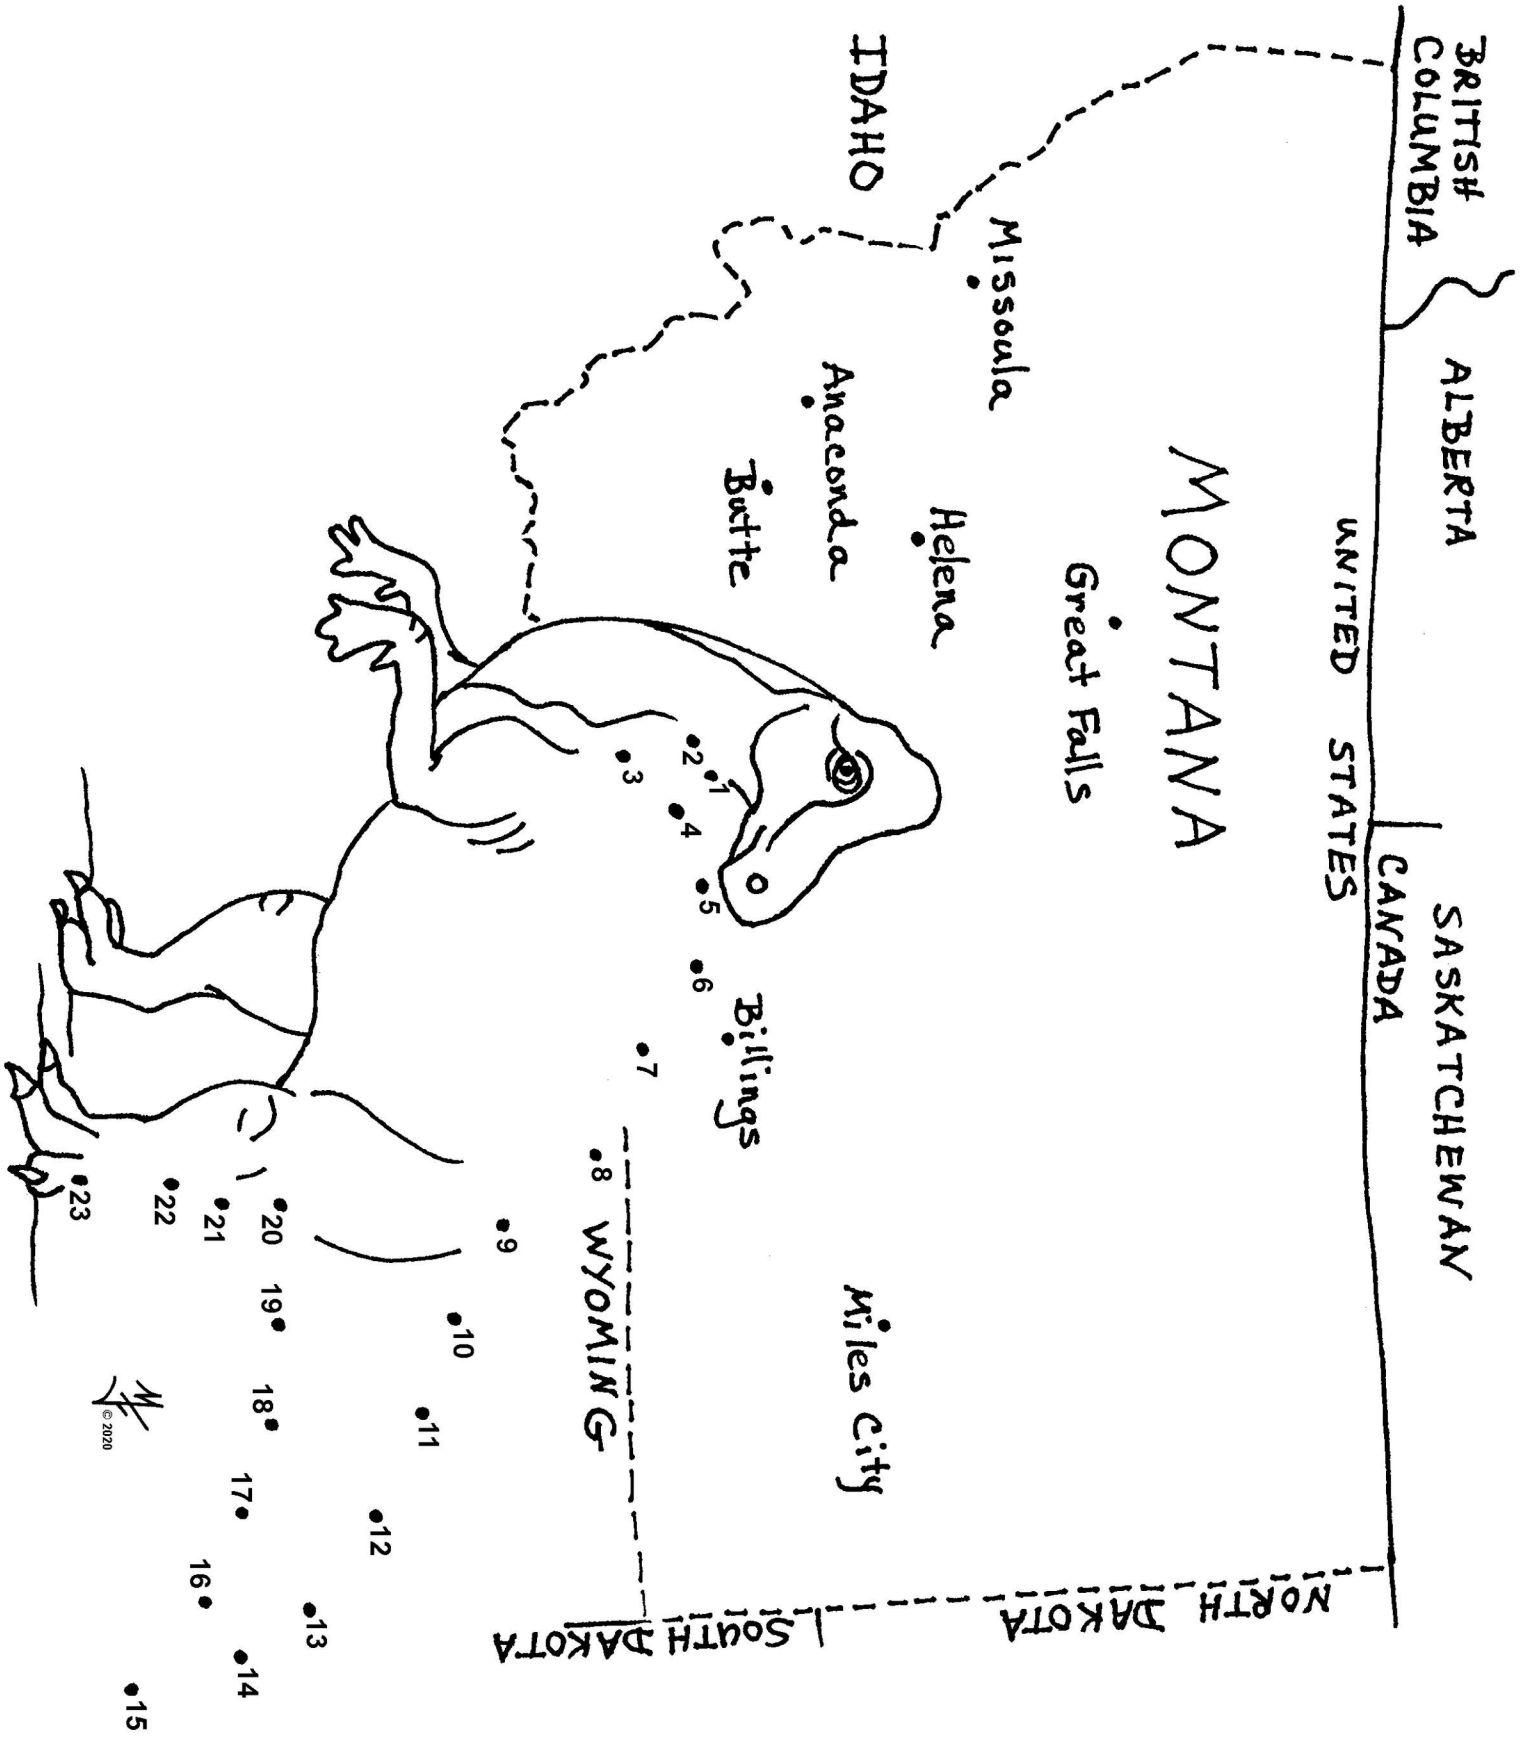 BRITISH
COLUMBIA
ALBERTA
SASKATCHEWAN
CANADA
UNITED STATES
MONTANA
Great Falls
Missoula
Helena
Anaconda
Butte
IDAHO
Billings
Miles City
WYOMING
NORTH DAKOTA
SOUTH DAKOTA
1
2
3
4
5
6
7
8
9
10
11
12
13
14
15
16
17
18
19
20
21
22
23
© 2020